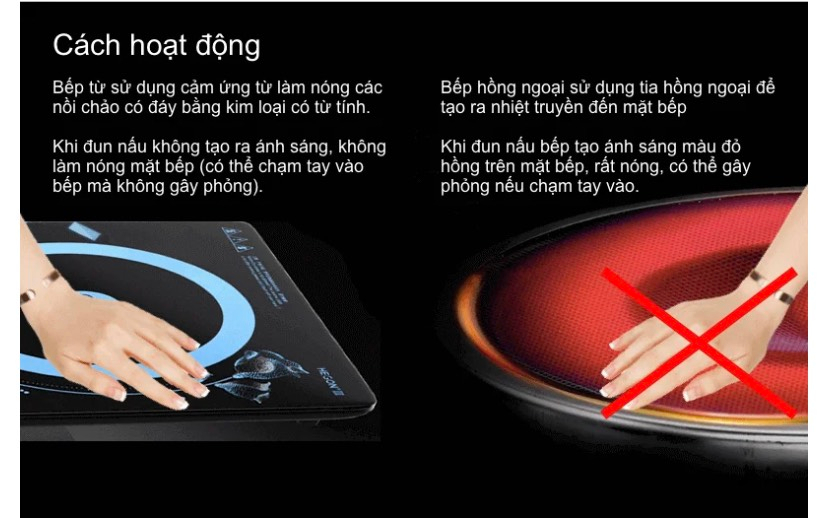 Cách hoạt động
Bếp từ sử dụng cảm ứng từ làm nóng các
nồi chảo có đáy bằng kim loại có từ tính.
Khi đun nấu không tạo ra ánh sáng, không
làm nóng mặt bếp (có thể chạm tay vào
bếp mà không gây phỏng).
Bếp hồng ngoại sử dụng tia hồng ngoại để
tạo ra nhiệt truyền đến mặt bếp
Khi đun nấu bếp tạo ánh sáng màu đỏ
hồng trên mặt bếp, rất nóng, có thể gây
phỏng nếu chạm tay vào.